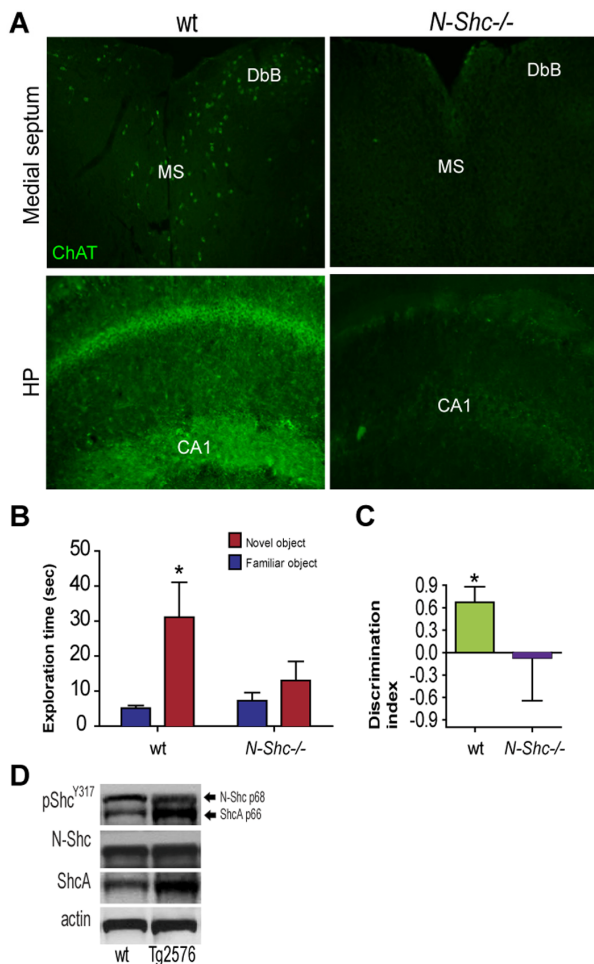 A
wt
N-Shc-/-
Medial septum
DbB
MS
ChAT
DbB
MS
HP
CA1
CA1
B
Exploration time (sec)
50
40
30
20
10
0
*
Novel object
Familiar object
wt
N-Shc-/-
C
Discrimination
index
0.9
0.6
0.3
0.0
-0.3
-0.6
-0.9
*
wt
N-Shc-/-
D
pShcY317
N-Shc p68
ShcA p66
N-Shc
ShcA
actin
wt Tg2576